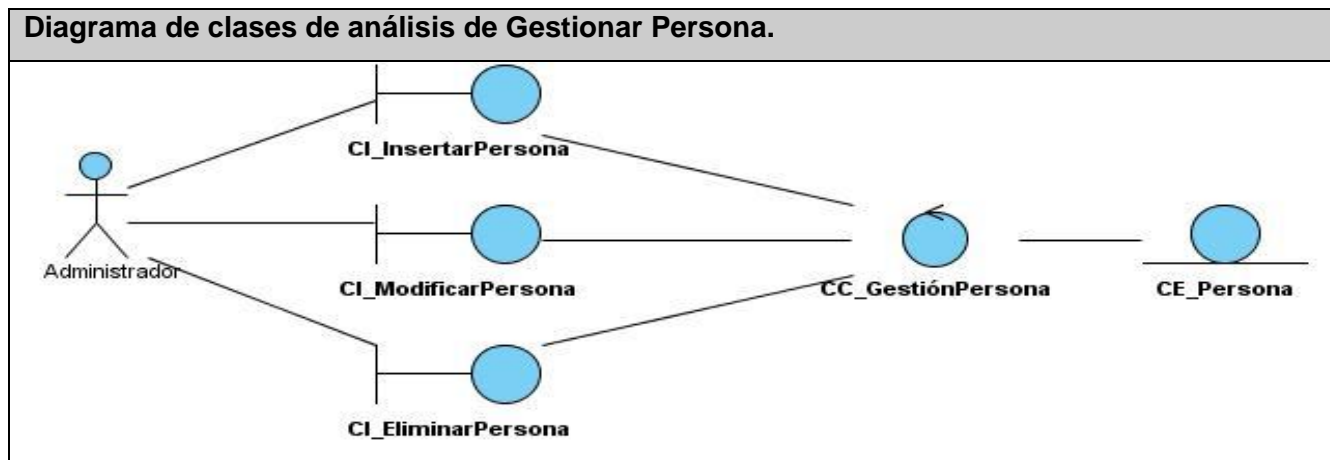 Diagrama de clases de análisis de Gestionar Persona.
CI_InsertarPersona
Administrador
CI_ModificarPersona
CC_GestiónPersona
CE_Persona
CI_EliminarPersona